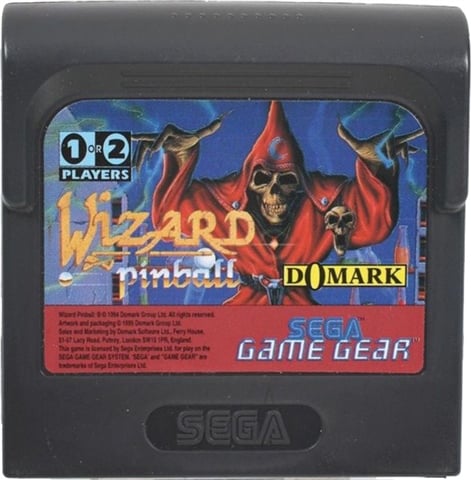 1 OR 2
PLAYERS
WIZARD
pinball
DOMARK
Wizard Pinball: © 1994 Domark Group Ltd. All rights reserved.
Artwork and packaging © 1995 Domark Group Ltd.
Sales and Marketing by Domark Software Ltd., Ferry House,
51-57 Lacy Road, Putney, London SW15 1PR, England.
This game is licensed by Sega Enterprises Ltd. for play on the
SEGA GAME GEAR SYSTEM. "SEGA" and "GAME GEAR" are
trademarks of Sega Enterprises Ltd.
SEGA™
GAME GEAR™
SEGA